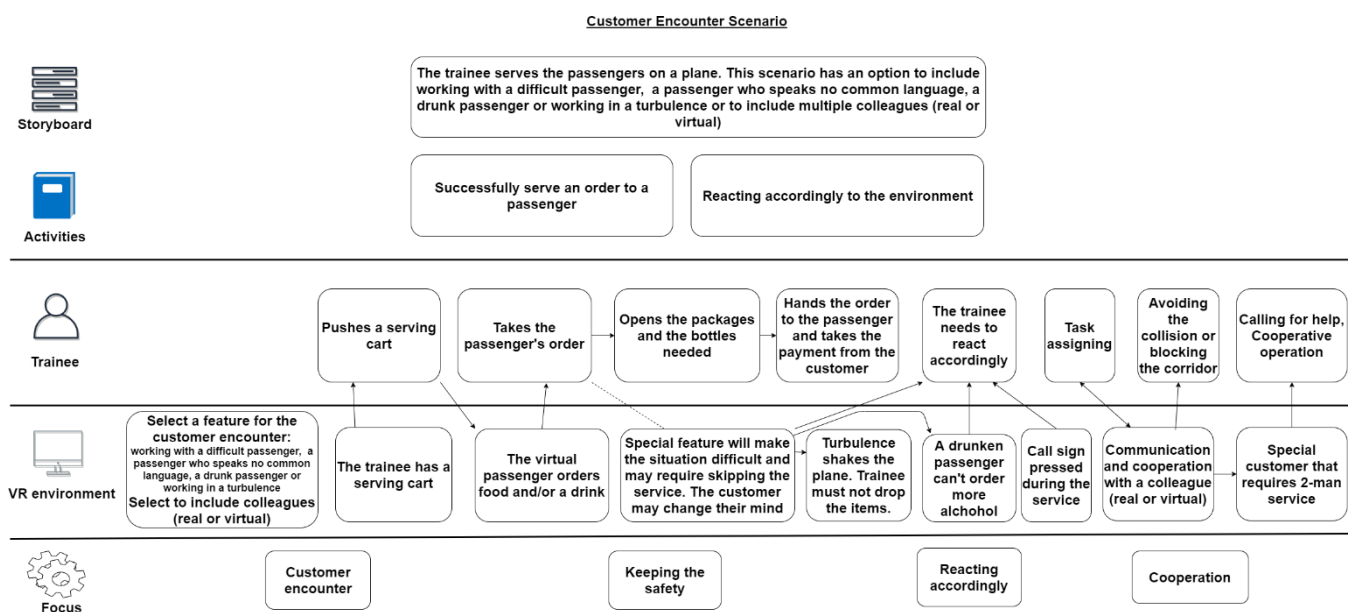 Customer Encounter Scenario
Storyboard
The trainee serves the passengers on a plane. This scenario has an option to include
working with a difficult passenger, a passenger who speaks no common language, a
drunk passenger or working in a turbulence or to include multiple colleagues (real or
virtual)
Activities
Successfully serve an order to a
passenger
Reacting accordingly to the environment
Trainee
Pushes a serving
cart
Takes the
passenger's order
Opens the packages
and the bottles
needed
Hands the order
to the passenger
and takes the
payment from the
customer
The trainee
needs to
react
accordingly
Task
assigning
Avoiding
the
collision or
blocking
the corridor
Calling for help,
Cooperative
operation
VR environment
Select a feature for the
customer encounter:
working with a difficult passenger, a
passenger who speaks no common
language, a drunk passenger or
working in a turbulence
Select to include colleagues
(real or virtual)
The trainee has a
serving cart
The virtual
passenger orders
food and/or a drink
Special feature will make
the situation difficult and
may require skipping the
service. The customer
may change their mind
Turbulence
shakes the
plane. Trainee
must not drop
the items.
A drunken
passenger
can't order
more
alchohol
Call sign
pressed
during the
service
Communication
and cooperation
with a colleague
(real or virtual)
Special
customer that
requires 2-man
service
Focus
Customer
encounter
Keeping the
safety
Reacting
accordingly
Cooperation